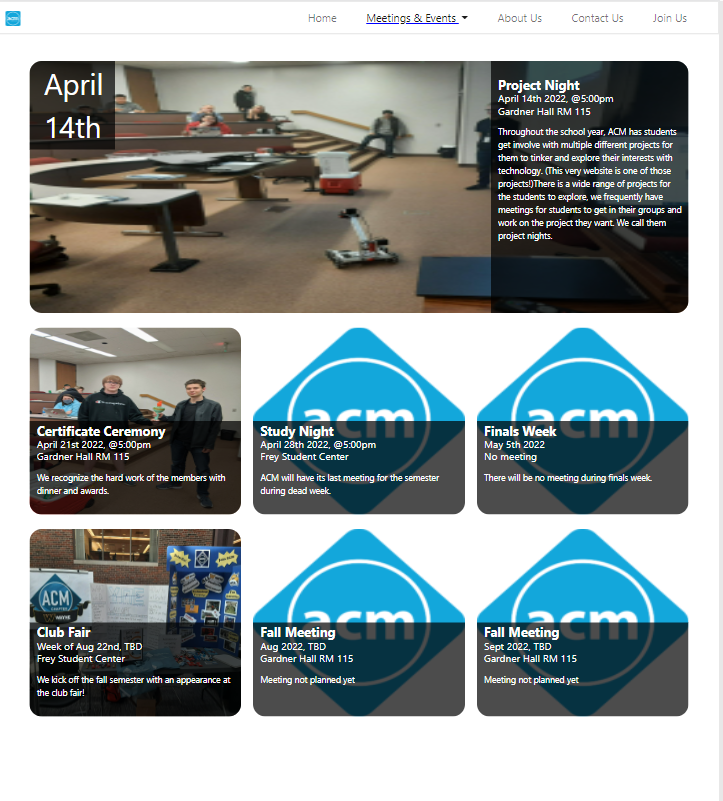 acm
Home
Meetings & Events
About Us
Contact Us
Join Us
April
14th
Project Night
April 14th 2022, @5:00pm
Gardner Hall RM 115
Throughout the school year, ACM has students
get involve with multiple different projects for
them to tinker and explore their interests with
technology. (This very website is one of those
projects!)There is a wide range of projects for
the students to explore, we frequently have
meetings for students to get in their groups and
work on the project they want. We call them
project nights.
Certificate Ceremony
April 21st 2022, @5:00pm
Gardner Hall RM 115
We recognize the hard work of the members with
dinner and awards.
acm
Study Night
April 28th 2022, @5:00pm
Frey Student Center
ACM will have its last meeting for the semester
during dead week.
acm
Finals Week
May 5th 2022
No meeting
There will be no meeting during finals week.
ACM
Club Fair
Week of Aug 22nd, TBD
Frey Student Center
We kick off the fall semester with an appearance at
the club fair!
acm
Fall Meeting
Aug 2022, TBD
Gardner Hall RM 115
Meeting not planned yet
acm
Fall Meeting
Sept 2022, TBD
Gardner Hall RM 115
Meeting not planned yet